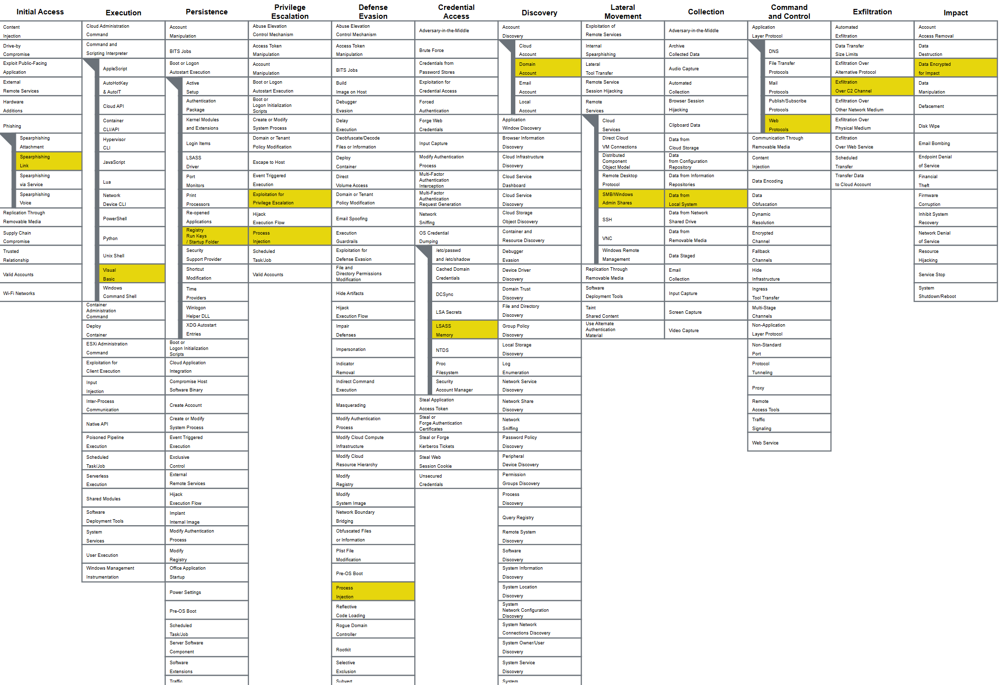 Initial Access
Content
Injection
Drive-by
Compromise
Exploit Public-Facing
Application
External
Remote Services
Hardware
Additions
Phishing
Spearphishing
Attachment
Spearphishing
Link
Spearphishing
via Service
Spearphishing
Voice
Replication Through
Removable Media
Supply Chain
Compromise
Trusted
Relationship
Valid Accounts
Wi-Fi Networks
Execution
Cloud Administration
Command
Command and
Scripting Interpreter
AppleScript
AutoHotKey
& AutoIT
Cloud API
Container
CLI/API
Hypervisor
CLI
JavaScript
Lua
Network
Device CLI
PowerShell
Python
Unix Shell
Visual
Basic
Windows
Command Shell
Container
Administration
Command
Deploy
Container
ESXi Administration
Command
Exploitation for
Client Execution
Input
Injection
Inter-Process
Communication
Native API
Poisoned Pipeline
Execution
Scheduled
Task/Job
Serverless
Execution
Shared Modules
Software
Deployment Tools
System
Services
User Execution
Windows Management
Instrumentation
Persistence
Account
Manipulation
BITS Jobs
Boot or Logon
Autostart Execution
Active
Setup
Authentication
Package
Kernel Modules
and Extensions
Login Items
LSASS
Driver
Port
Monitors
Print
Processors
Re-opened
Applications
Registry
Run Keys
/ Startup Folder
Security
Support Provider
Shortcut
Modification
Time
Providers
Winlogon
Helper DLL
XDG Autostart
Entries
Boot or
Logon Initialization
Scripts
Cloud Application
Integration
Compromise Host
Software Binary
Create Account
Create or Modify
System Process
Event Triggered
Execution
Exclusive
Control
External
Remote Services
Hijack
Execution Flow
Implant
Internal Image
Modify Authentication
Process
Modify
Registry
Office Application
Startup
Power Settings
Pre-OS Boot
Scheduled
Task/Job
Server Software
Component
Software
Extensions
Traffic
Privilege
Escalation
Abuse Elevation
Control Mechanism
Access Token
Manipulation
Account
Manipulation
Boot or Logon
Autostart Execution
Boot or
Logon Initialization
Scripts
Create or Modify
System Process
Domain or Tenant
Policy Modification
Escape to Host
Event Triggered
Execution
Exploitation for
Privilege Escalation
Hijack
Execution Flow
Process
Injection
Scheduled
Task/Job
Valid Accounts
Defense
Evasion
Abuse Elevation
Control Mechanism
Access Token
Manipulation
BITS Jobs
Build
Image on Host
Debugger
Evasion
Delay
Execution
Deobfuscate/Decode
Files or Information
Deploy
Container
Direct
Volume Access
Domain or Tenant
Policy Modification
Email Spoofing
Execution
Guardrails
Exploitation for
Defense Evasion
File and
Directory Permissions
Modification
Hide Artifacts
Hijack
Execution Flow
Impair
Defenses
Impersonation
Indicator
Removal
Indirect Command
Execution
Masquerading
Modify Authentication
Process
Modify Cloud Compute
Infrastructure
Modify Cloud
Resource Hierarchy
Modify
Registry
Modify
System Image
Network Boundary
Bridging
Obfuscated Files
or Information
Plist File
Modification
Pre-OS Boot
Process
Injection
Reflective
Code Loading
Rogue Domain
Controller
Rootkit
Selective
Exclusion
Subvert
Credential
Access
Adversary-in-the-Middle
Brute Force
Credentials from
Password Stores
Exploitation for
Credential Access
Forced
Authentication
Forge Web
Credentials
Input Capture
Modify Authentication
Process
Multi-Factor
Authentication
Interception
Multi-Factor
Authentication
Request Generation
Network
Sniffing
OS Credential
Dumping
/etc/passwd
and /etc/shadow
Cached Domain
Credentials
DCSync
LSA Secrets
LSASS
Memory
NTDS
Proc
Filesystem
Security
Account Manager
Steal Application
Access Token
Steal or
Forge Authentication
Certificates
Steal or Forge
Kerberos Tickets
Steal Web
Session Cookie
Unsecured
Credentials
Discovery
Account
Discovery
Cloud
Account
Domain
Account
Email
Account
Local
Account
Application
Window Discovery
Browser Information
Discovery
Cloud Infrastructure
Discovery
Cloud Service
Dashboard
Cloud Service
Discovery
Cloud Storage
Object Discovery
Container and
Resource Discovery
Debugger
Evasion
Device Driver
Discovery
Domain Trust
Discovery
File and Directory
Discovery
Group Policy
Discovery
Local Storage
Discovery
Log
Enumeration
Network Service
Discovery
Network Share
Discovery
Network
Sniffing
Password Policy
Discovery
Peripheral
Device Discovery
Permission
Groups Discovery
Process
Discovery
Query Registry
Remote System
Discovery
Software
Discovery
System Information
Discovery
System Location
Discovery
System
Network Configuration
Discovery
System Network
Connections Discovery
System Owner/User
Discovery
System Service
Discovery
System
Lateral
Movement
Exploitation of
Remote Services
Internal
Spearphishing
Lateral
Tool Transfer
Remote Service
Session Hijacking
Remote
Services
Cloud
Services
Direct Cloud
VM Connections
Distributed
Component
Object Model
Remote Desktop
Protocol
SMB/Windows
Admin Shares
SSH
VNC
Windows Remote
Management
Replication Through
Removable Media
Software
Deployment Tools
Taint
Shared Content
Use Alternate
Authentication
Material
Collection
Adversary-in-the-Middle
Archive
Collected Data
Audio Capture
Automated
Collection
Browser Session
Hijacking
Clipboard Data
Data from
Cloud Storage
Data
from Configuration
Repository
Data from Information
Repositories
Data from
Local System
Data from Network
Shared Drive
Data from
Removable Media
Data Staged
Email
Collection
Input Capture
Screen Capture
Video Capture
Command
and Control
Application
Layer Protocol
DNS
File Transfer
Protocols
Mail
Protocols
Publish/Subscribe
Protocols
Web
Protocols
Communication Through
Removable Media
Content
Injection
Data Encoding
Data
Obfuscation
Dynamic
Resolution
Encrypted
Channel
Fallback
Channels
Hide
Infrastructure
Ingress
Tool Transfer
Multi-Stage
Channels
Non-Application
Layer Protocol
Non-Standard
Port
Protocol
Tunneling
Proxy
Remote
Access Tools
Traffic
Signaling
Web Service
Exfiltration
Automated
Exfiltration
Data Transfer
Size Limits
Exfiltration Over
Alternative Protocol
Exfiltration
Over C2 Channel
Exfiltration Over
Other Network Medium
Exfiltration Over
Physical Medium
Exfiltration
Over Web Service
Scheduled
Transfer
Transfer Data
to Cloud Account
Impact
Account
Access Removal
Data
Destruction
Data Encrypted
for Impact
Data
Manipulation
Defacement
Disk Wipe
Email Bombing
Endpoint Denial
of Service
Financial
Theft
Firmware
Corruption
Inhibit System
Recovery
Network Denial
of Service
Resource
Hijacking
Service Stop
System
Shutdown/Reboot